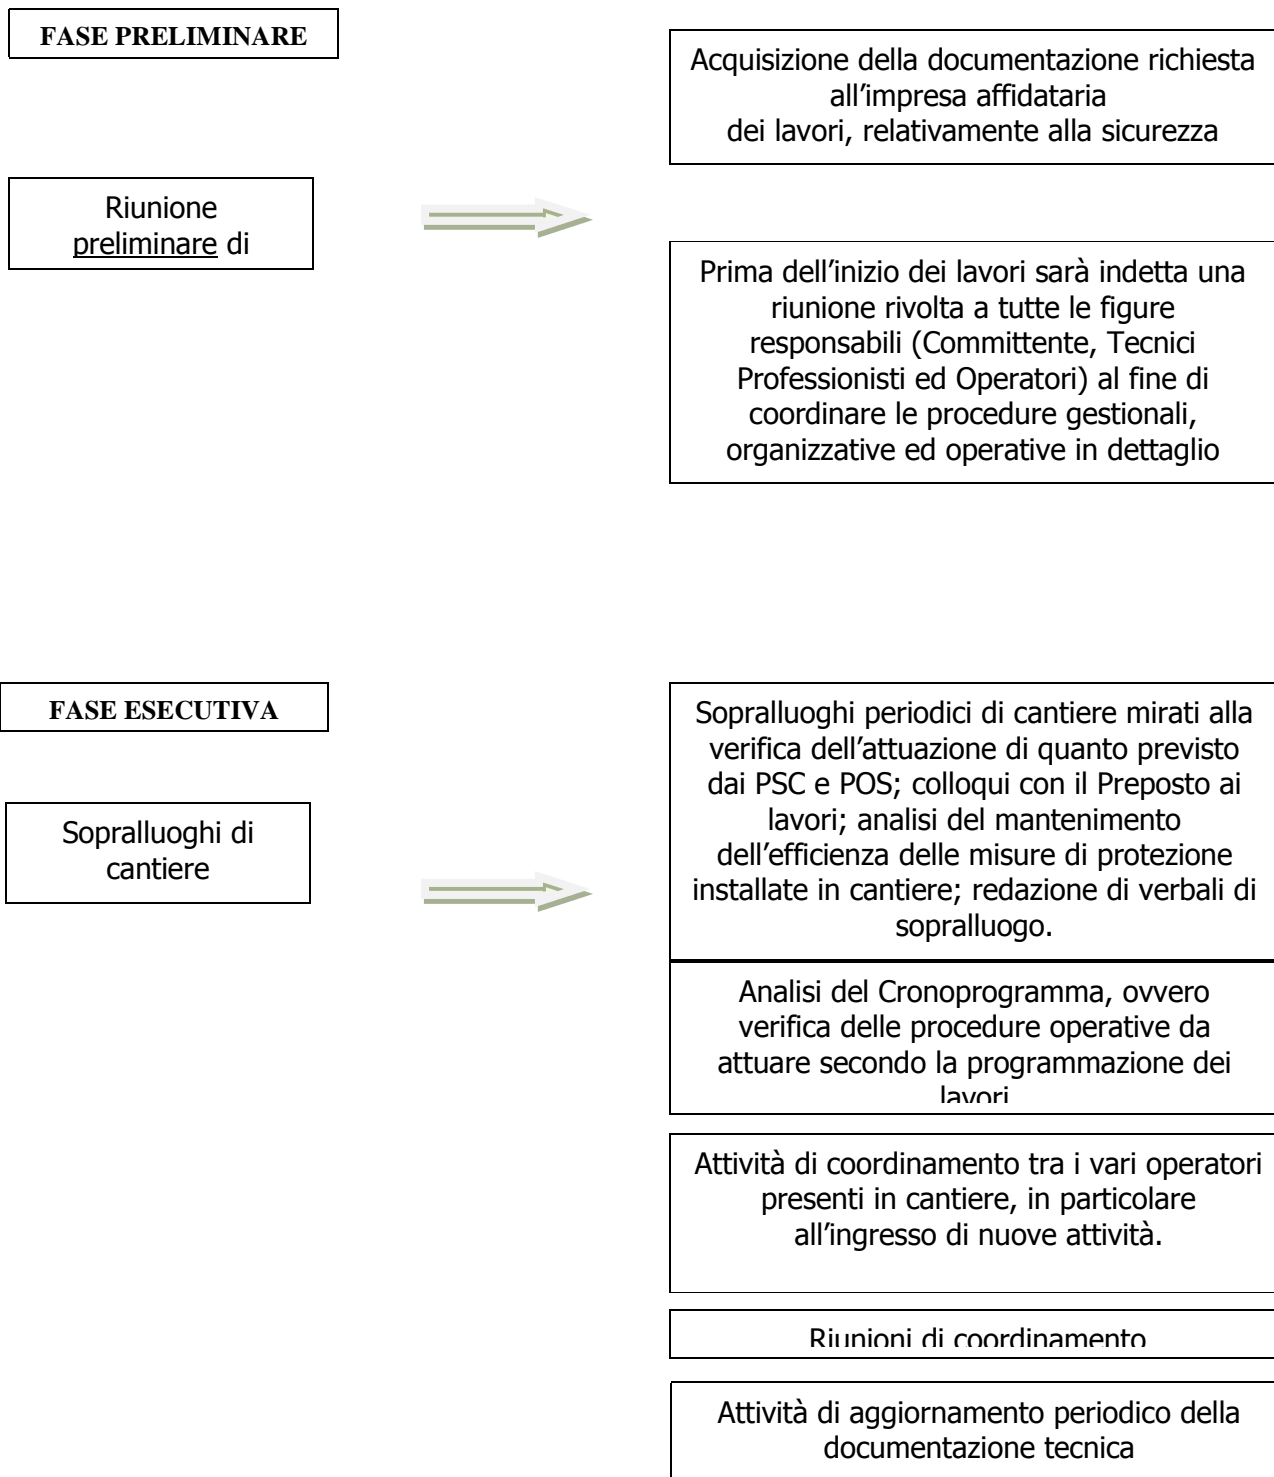 FASE PRELIMINARE
Acquisizione della documentazione richiesta
all’impresa affidataria
dei lavori, relativamente alla sicurezza
Riunione
preliminare di
Prima dell’inizio dei lavori sarà indetta una
riunione rivolta a tutte le figure
responsabili (Committente, Tecnici
Professionisti ed Operatori) al fine di
coordinare le procedure gestionali,
organizzative ed operative in dettaglio
FASE ESECUTIVA
Sopralluoghi di
cantiere
Sopralluoghi periodici di cantiere mirati alla
verifica dell’attuazione di quanto previsto
dai PSC e POS; colloqui con il Preposto ai
lavori; analisi del mantenimento
dell’efficienza delle misure di protezione
installate in cantiere; redazione di verbali di
sopralluogo.
Analisi del Cronoprogramma, ovvero
verifica delle procedure operative da
attuare secondo la programmazione dei
lavori
Attività di coordinamento tra i vari operatori
presenti in cantiere, in particolare
all’ingresso di nuove attività.
Riunioni di coordinamento
Attività di aggiornamento periodico della
documentazione tecnica